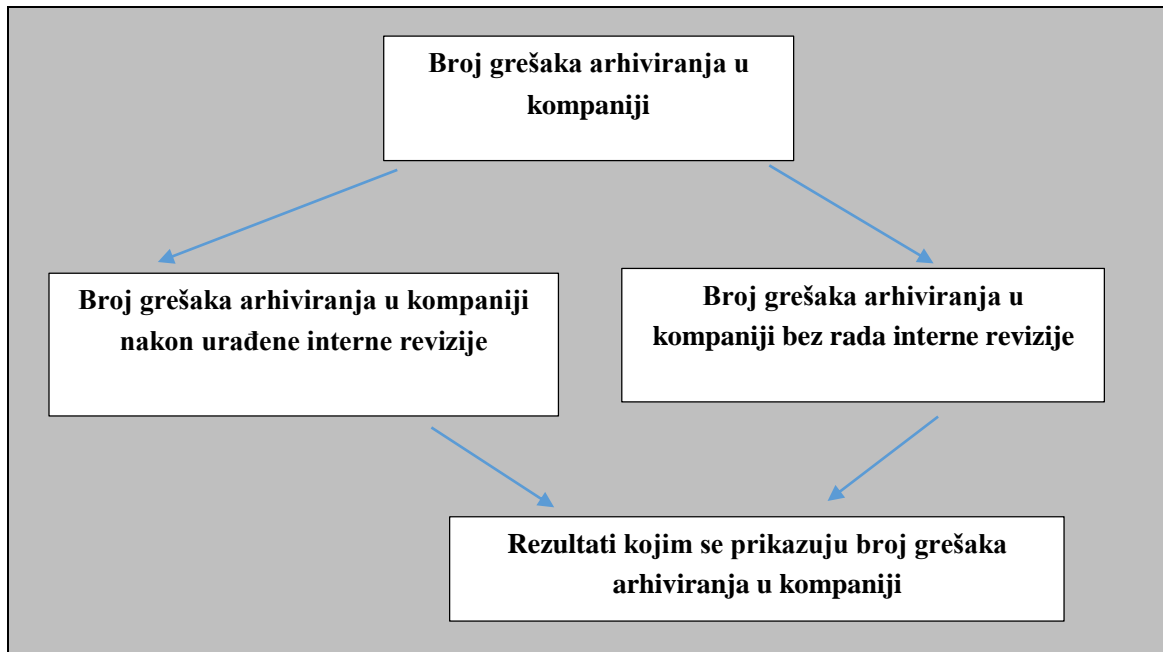 Broj grešaka arhiviranja u
kompaniji
Broj grešaka arhiviranja u kompaniji
nakon urađene interne revizije
Broj grešaka arhiviranja u
kompaniji bez rada interne revizije
Rezultati kojim se prikazuju broj grešaka
arhiviranja u kompaniji